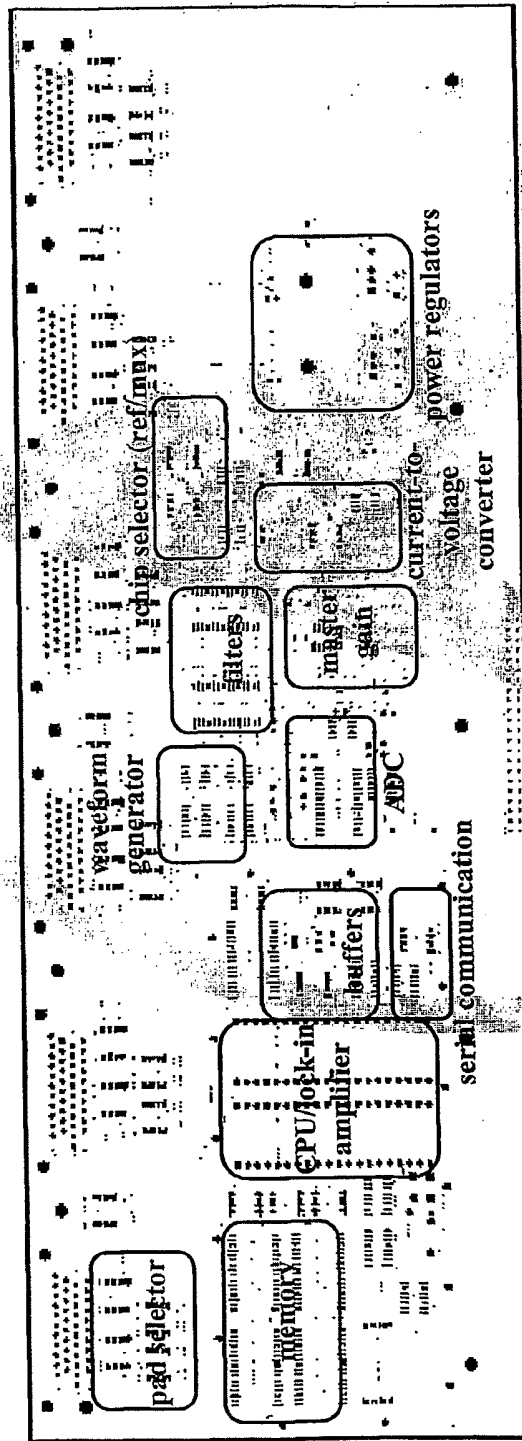 pad selector
memory
CPU/lock-in
amplifier
serial communication
buffers
waveform
generator
ADC
filters
master
gain
chip selector (ref/mux)
current-to
voltage
converter
power regulators